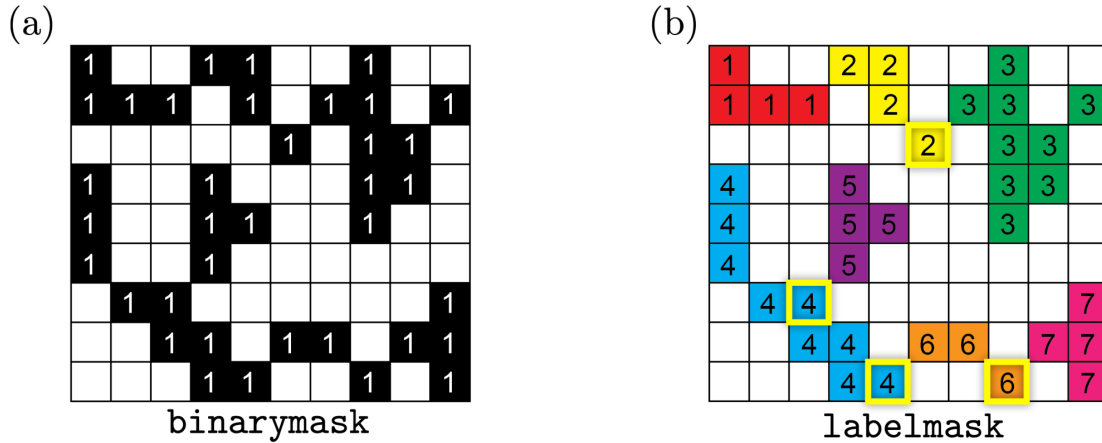 (a)
1 1 1 1
1 1 1 1 1 1 1
1 1 1
1 1 1 1
1 1 1 1
1 1
1 1 1
1 1 1 1 1 1
1 1 1 1
binarymask
(b)
1 2 2 3
1 1 1 2 3 3 3
2 3 3
4 5 3 3
4 5 5 3
4 5
4 4 7
4 4 6 6 7 7
4 4 6 7
labelmask